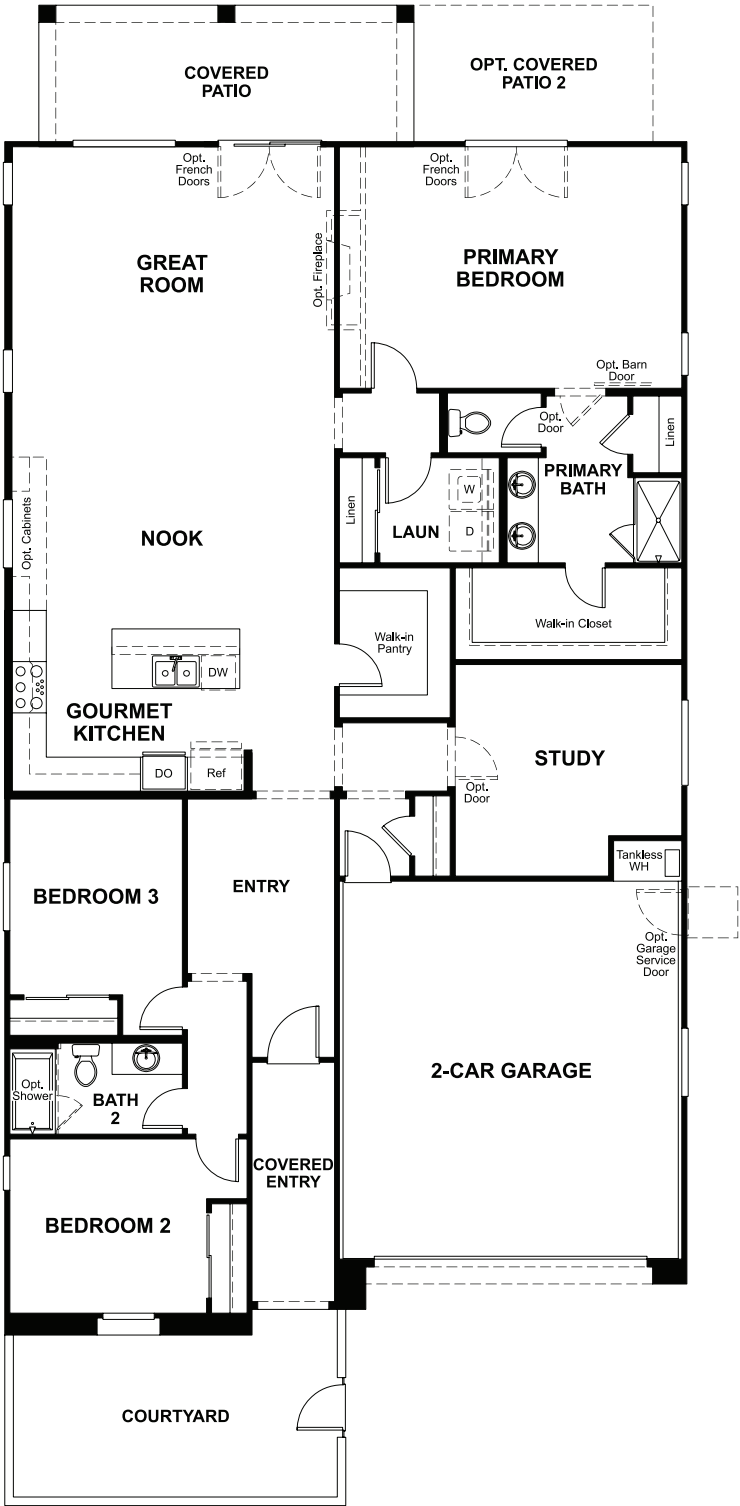 COVERED
PATIO
OPT. COVERED
PATIO 2
Opt.
French
Doors
Opt.
French
Doors
GREAT
ROOM
Opt. Fireplace
PRIMARY
BEDROOM
Opt. Barn
Door
Opt.
Door
Linen
PRIMARY
BATH
Opt. Cabinets
NOOK
Linen
LAUN
W
D
Walk-in
Pantry
Walk-in Closet
DW
GOURMET
KITCHEN
DO
Ref
STUDY
Opt.
Door
Tankless
WH
BEDROOM 3
ENTRY
Opt.
Garage
Service
Door
2-CAR GARAGE
Opt.
Shower
BATH
2
COVERED
ENTRY
BEDROOM 2
COURTYARD